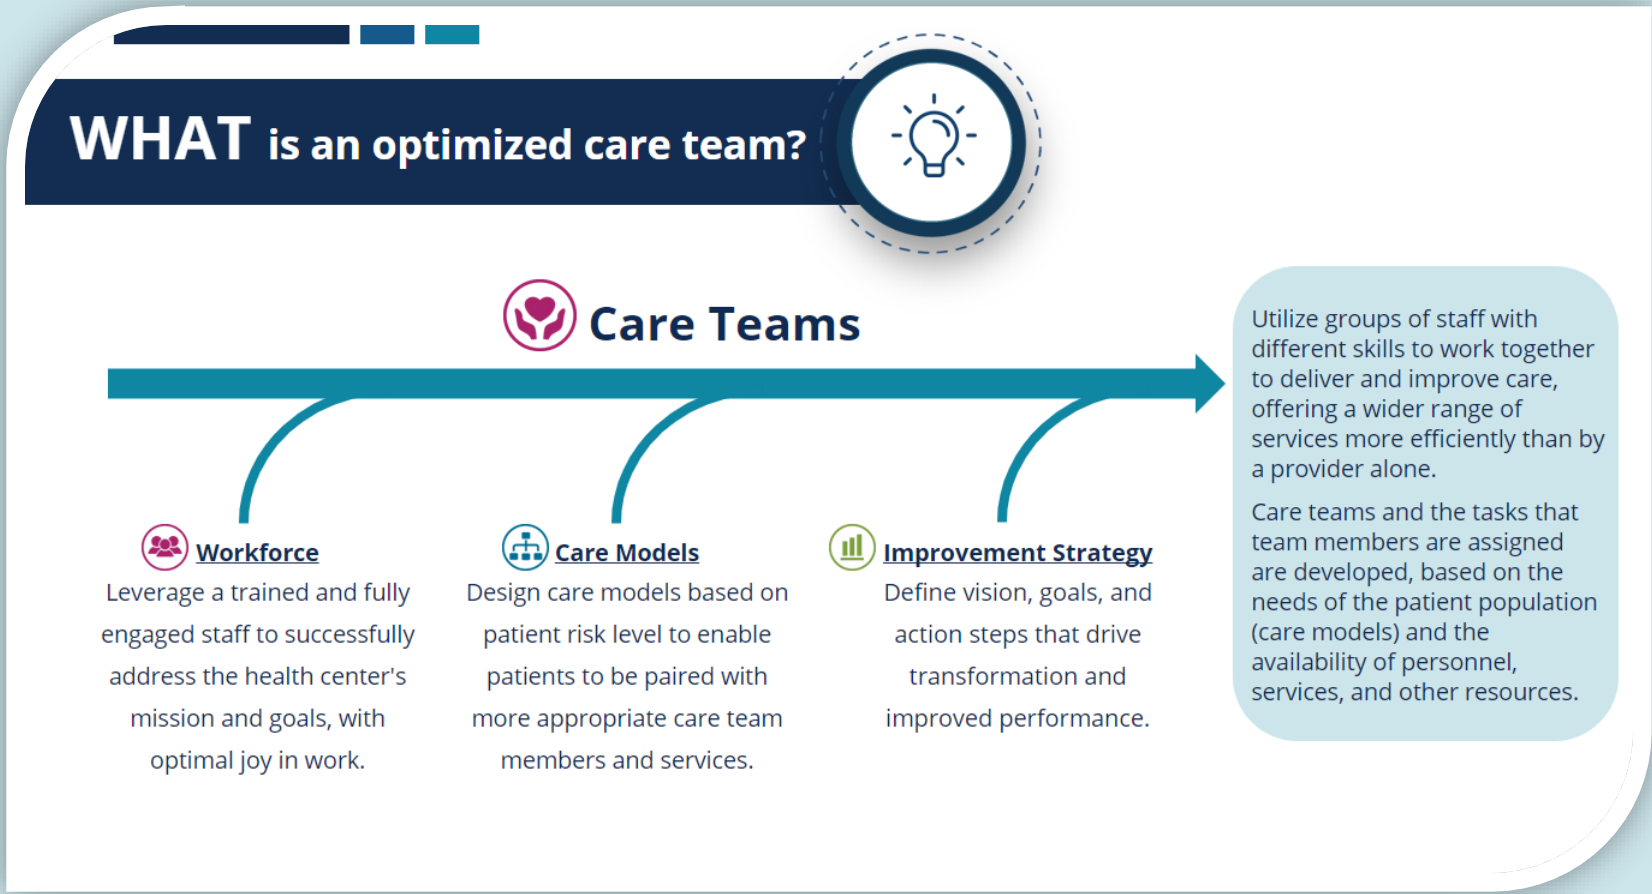 WHAT is an optimized care team?
Care Teams
Workforce
Leverage a trained and fully
engaged staff to successfully
address the health center's
mission and goals, with
optimal joy in work.
Care Models
Design care models based on
patient risk level to enable
patients to be paired with
more appropriate care team
members and services.
Improvement Strategy
Define vision, goals, and
action steps that drive
transformation and
improved performance.
Utilize groups of staff with
different skills to work together
to deliver and improve care,
offering a wider range of
services more efficiently than by
a provider alone.
Care teams and the tasks that
team members are assigned
are developed, based on the
needs of the patient population
(care models) and the
availability of personnel,
services, and other resources.